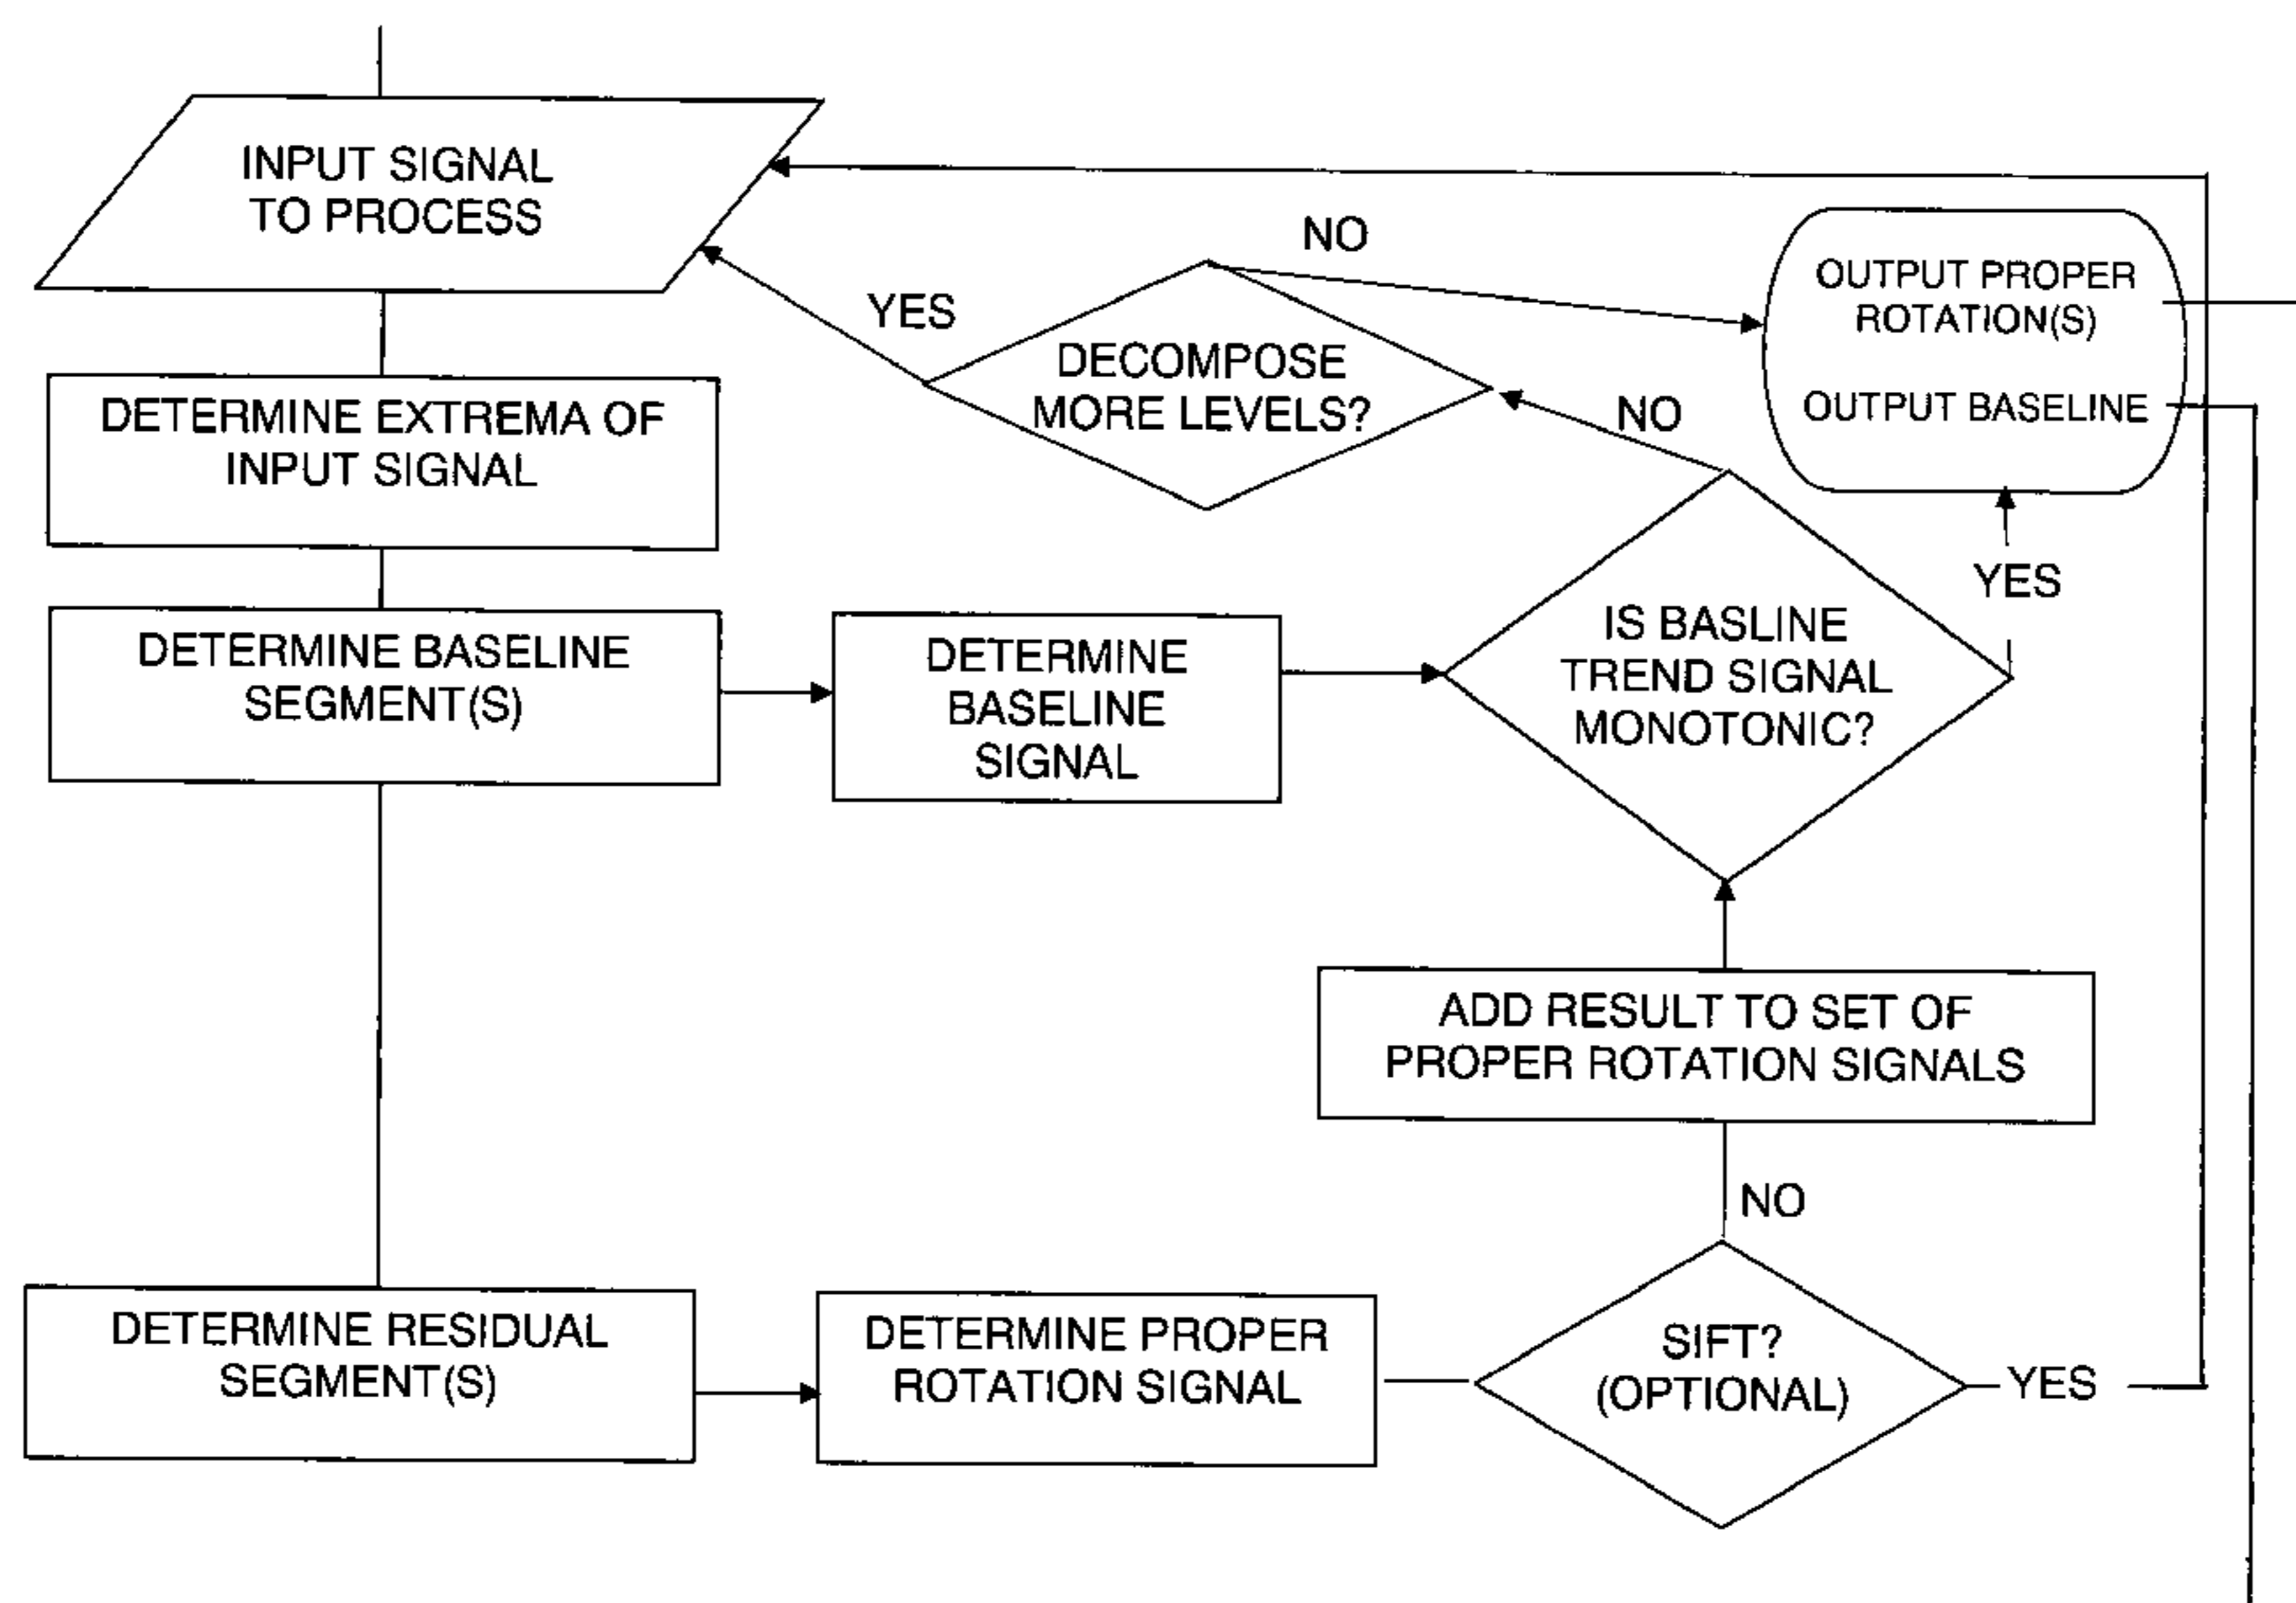 INPUT SIGNAL
TO PROCESS
NO
YES
OUTPUT PROPER
ROTATION(S)
OUTPUT BASELINE
DECOMPOSE
MORE LEVELS?
NO
DETERMINE EXTREMA OF
INPUT SIGNAL
YES
DETERMINE BASELINE
SEGMENT(S)
DETERMINE
BASELINE
SIGNAL
IS BASLINE
TREND SIGNAL
MONOTONIC?
ADD RESULT TO SET OF
PROPER ROTATION SIGNALS
NO
DETERMINE RESIDUAL
SEGMENT(S)
DETERMINE PROPER
ROTATION SIGNAL
SIFT?
(OPTIONAL)
YES